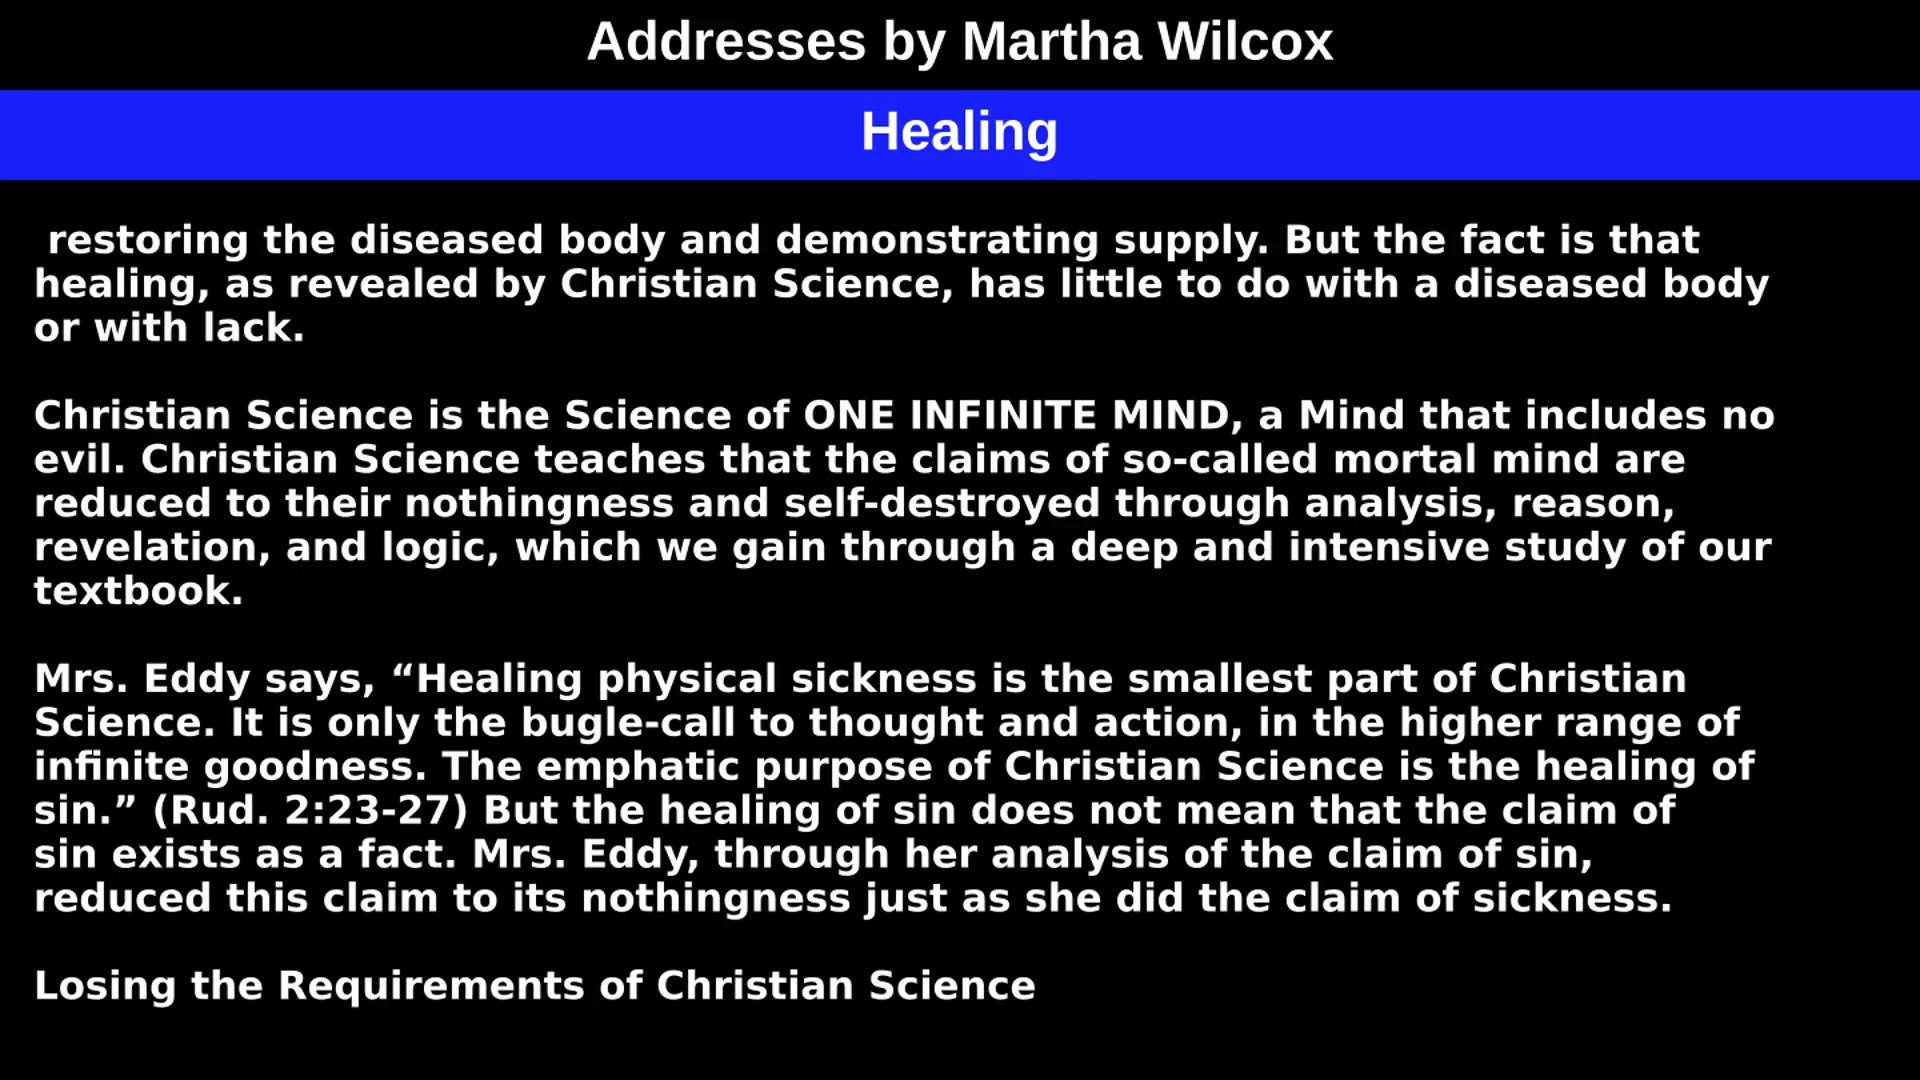 Addresses by Martha Wilcox
Healing
restoring the diseased body and demonstrating supply. But the fact is that
healing, as revealed by Christian Science, has little to do with a diseased body
or with lack.
Christian Science is the Science of ONE INFINITE MIND, a Mind that includes no
evil. Christian Science teaches that the claims of so-called mortal mind are
reduced to their nothingness and self-destroyed through analysis, reason,
revelation, and logic, which we gain through a deep and intensive study of our
textbook.
Mrs. Eddy says, “Healing physical sickness is the smallest part of Christian
Science. It is only the bugle-call to thought and action, in the higher range of
infinite goodness. The emphatic purpose of Christian Science is the healing of
sin.” (Rud. 2:23-27) But the healing of sin does not mean that the claim of
sin exists as a fact. Mrs. Eddy, through her analysis of the claim of sin,
reduced this claim to its nothingness just as she did the claim of sickness.
Losing the Requirements of Christian Science